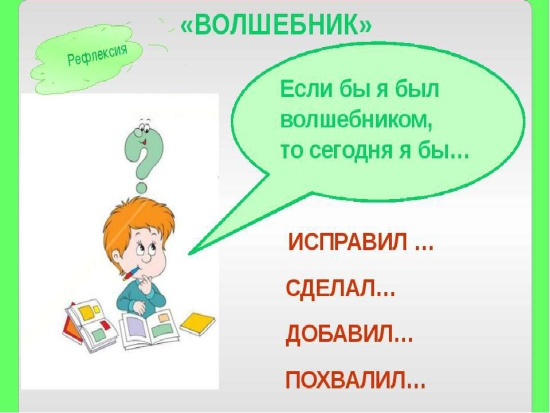 «ВОЛШЕБНИК»
Рефлексия
Если бы я был
волшебником,
то сегодня я бы…
ИСПРАВИЛ …
СДЕЛАЛ…
ДОБАВИЛ…
ПОХВАЛИЛ…